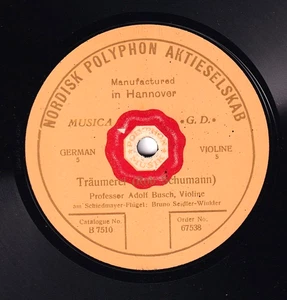 NORDISK POLYPHON AKTIESELSKAB
Manufactured
in Hannover
MUSICA G.D.
GERMAN VIOLINE
5 5
Träumerei Schumann)
Professor Adolf Busch, Violine
am Schiedmayer-Flügel: Bruno Seidler-Winkler
Catalogue No. Order No.
B 7510 67538